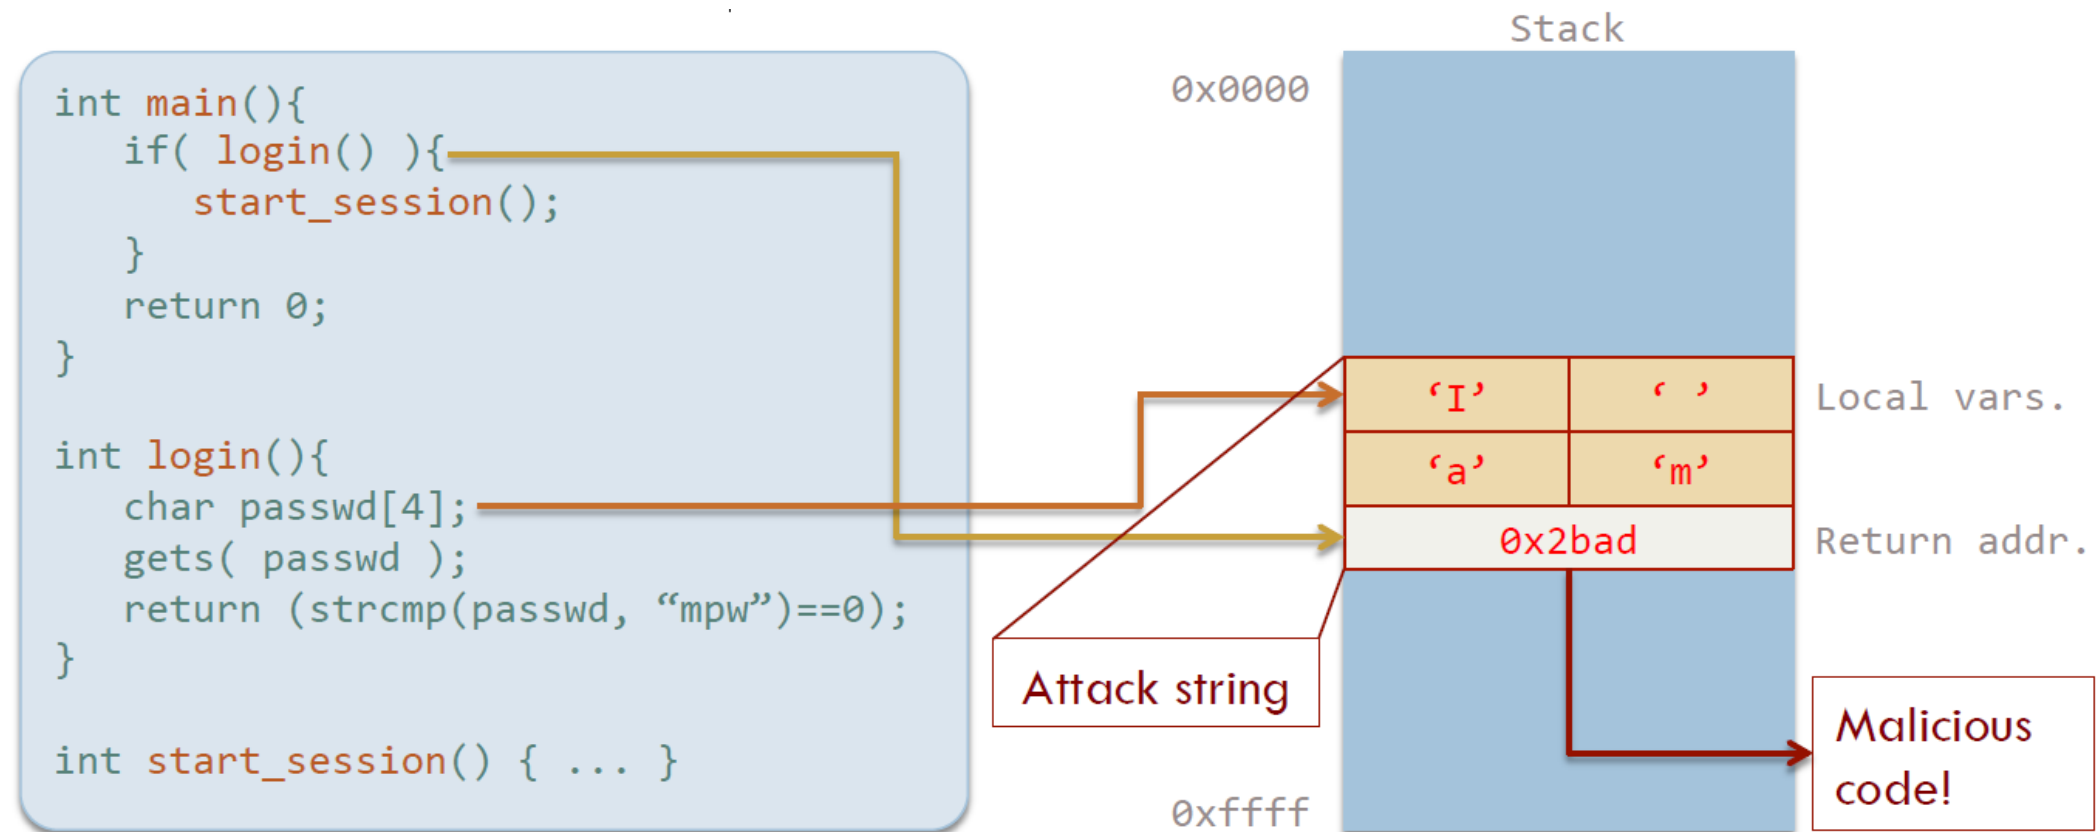 int main(){
if( login() ){
start_session();
}
return 0;
}
int login(){
char passwd[4];
gets( passwd );
return (strcmp(passwd, “mpw”)==0);
}
int start_session() { ... }
Stack
0x0000
‘I’ ‘ ’ Local vars.
‘a’ ‘m’
0x2bad Return addr.
Attack string
Malicious
code!
0xffff